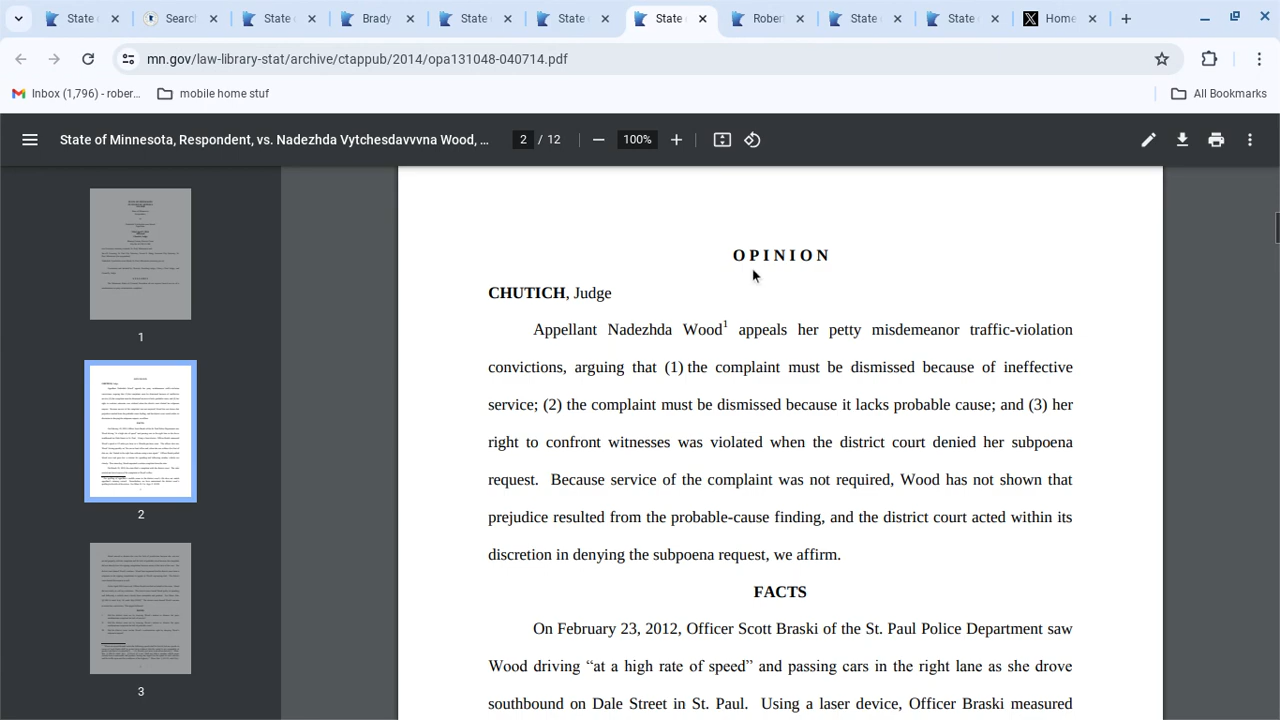 State
Search
State
Brady
State
State
State
Rober
State
State
X
Home
mn.gov/law-library-stat/archive/ctappub/2014/opa131048-040714.pdf
Inbox (1,796) - rober...
mobile home stuf
All Bookmarks
State of Minnesota, Respondent, vs. Nadezhda Vytchesdavvvna Wood, ...
2 / 12
100%
1
2
3
O P I N I O N
CHUTICH, Judge
Appellant Nadezhda Wood1 appeals her petty misdemeanor traffic-violation
convictions, arguing that (1) the complaint must be dismissed because of ineffective
service; (2) the complaint must be dismissed because it lacks probable cause; and (3) her
right to confront witnesses was violated when the district court denied her subpoena
request. Because service of the complaint was not required, Wood has not shown that
prejudice resulted from the probable-cause finding, and the district court acted within its
discretion in denying the subpoena request, we affirm.
FACTS
On February 23, 2012, Officer Scott Braski of the St. Paul Police Department saw
Wood driving “at a high rate of speed” and passing cars in the right lane as she drove
southbound on Dale Street in St. Paul. Using a laser device, Officer Braski measured